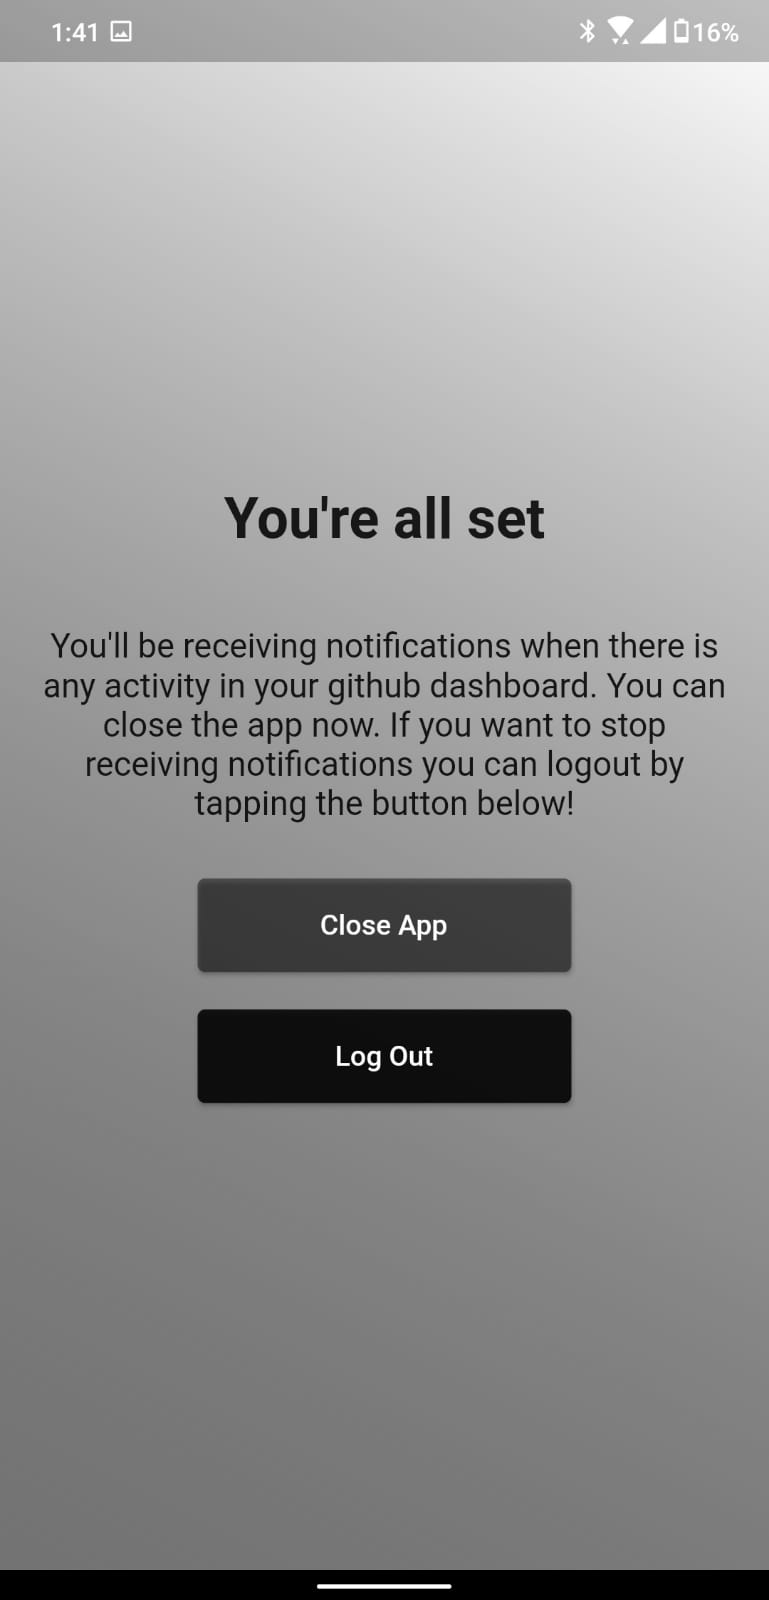 1:41 16%
You're all set
You'll be receiving notifications when there is
any activity in your github dashboard. You can
close the app now. If you want to stop
receiving notifications you can logout by
tapping the button below!
Close App
Log Out